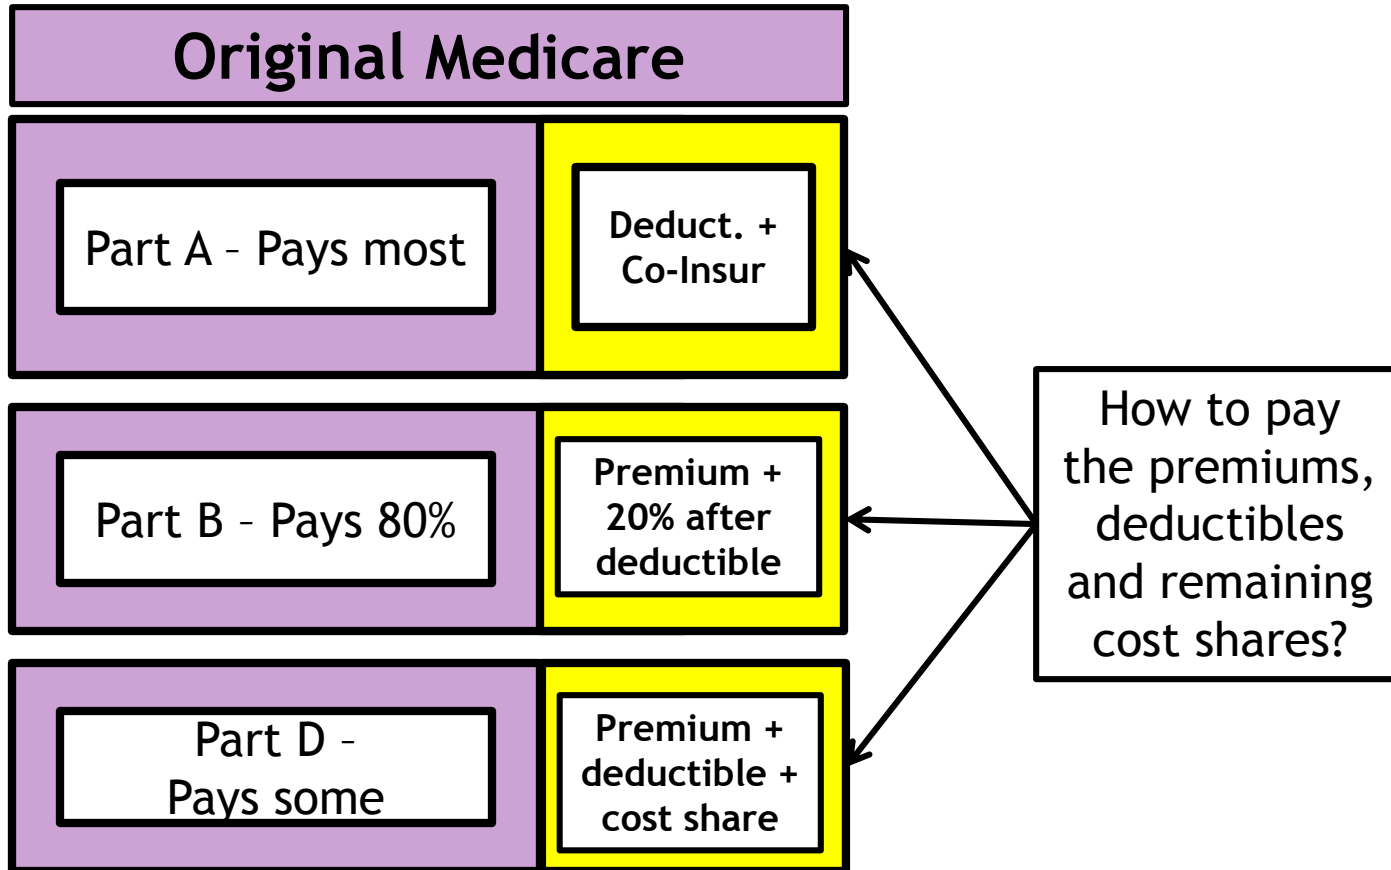 Original Medicare
Part A – Pays most
Deduct. +
Co-Insur
Part B – Pays 80%
Premium +
20% after
deductible
Part D –
Pays some
Premium +
deductible +
cost share
How to pay
the premiums,
deductibles
and remaining
cost shares?